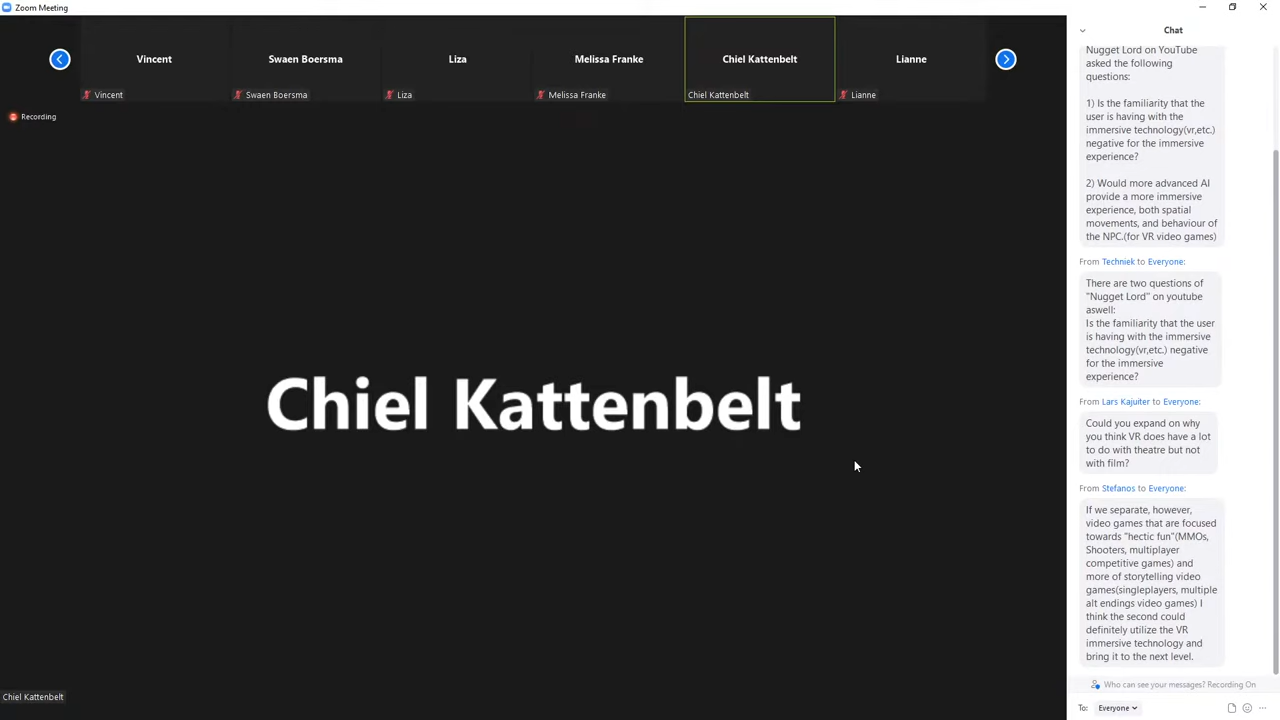 Zoom Meeting
Vincent
Swaen Boersma
Liza
Melissa Franke
Chiel Kattenbelt
Lianne
Vincent
Swaen Boersma
Liza
Melissa Franke
Chiel Kattenbelt
Lianne
Recording
Chiel Kattenbelt
Chiel Kattenbelt
Chat
Nugget Lord on YouTube
asked the following
questions:
1) Is the familiarity that the
user is having with the
immersive technology(vr,etc.)
negative for the immersive
experience?
2) Would more advanced AI
provide a more immersive
experience, both spatial
movements, and behaviour of
the NPC.(for VR video games)
From Techniek to Everyone:
There are two questions of
"Nugget Lord" on youtube
aswell:
Is the familiarity that the user
is having with the immersive
technology(vr,etc.) negative
for the immersive
experience?
From Lars Kajuiter to Everyone:
Could you expand on why
you think VR does have a lot
to do with theatre but not
with film?
From Stefanos to Everyone:
If we separate, however,
video games that are focused
towards "hectic fun"(MMOs,
Shooters, multiplayer
competitive games) and
more of storytelling video
games(singleplayers, multiple
alt endings video games) I
think the second could
definitely utilize the VR
immersive technology and
bring it to the next level.
Who can see your messages? Recording On
To: Everyone